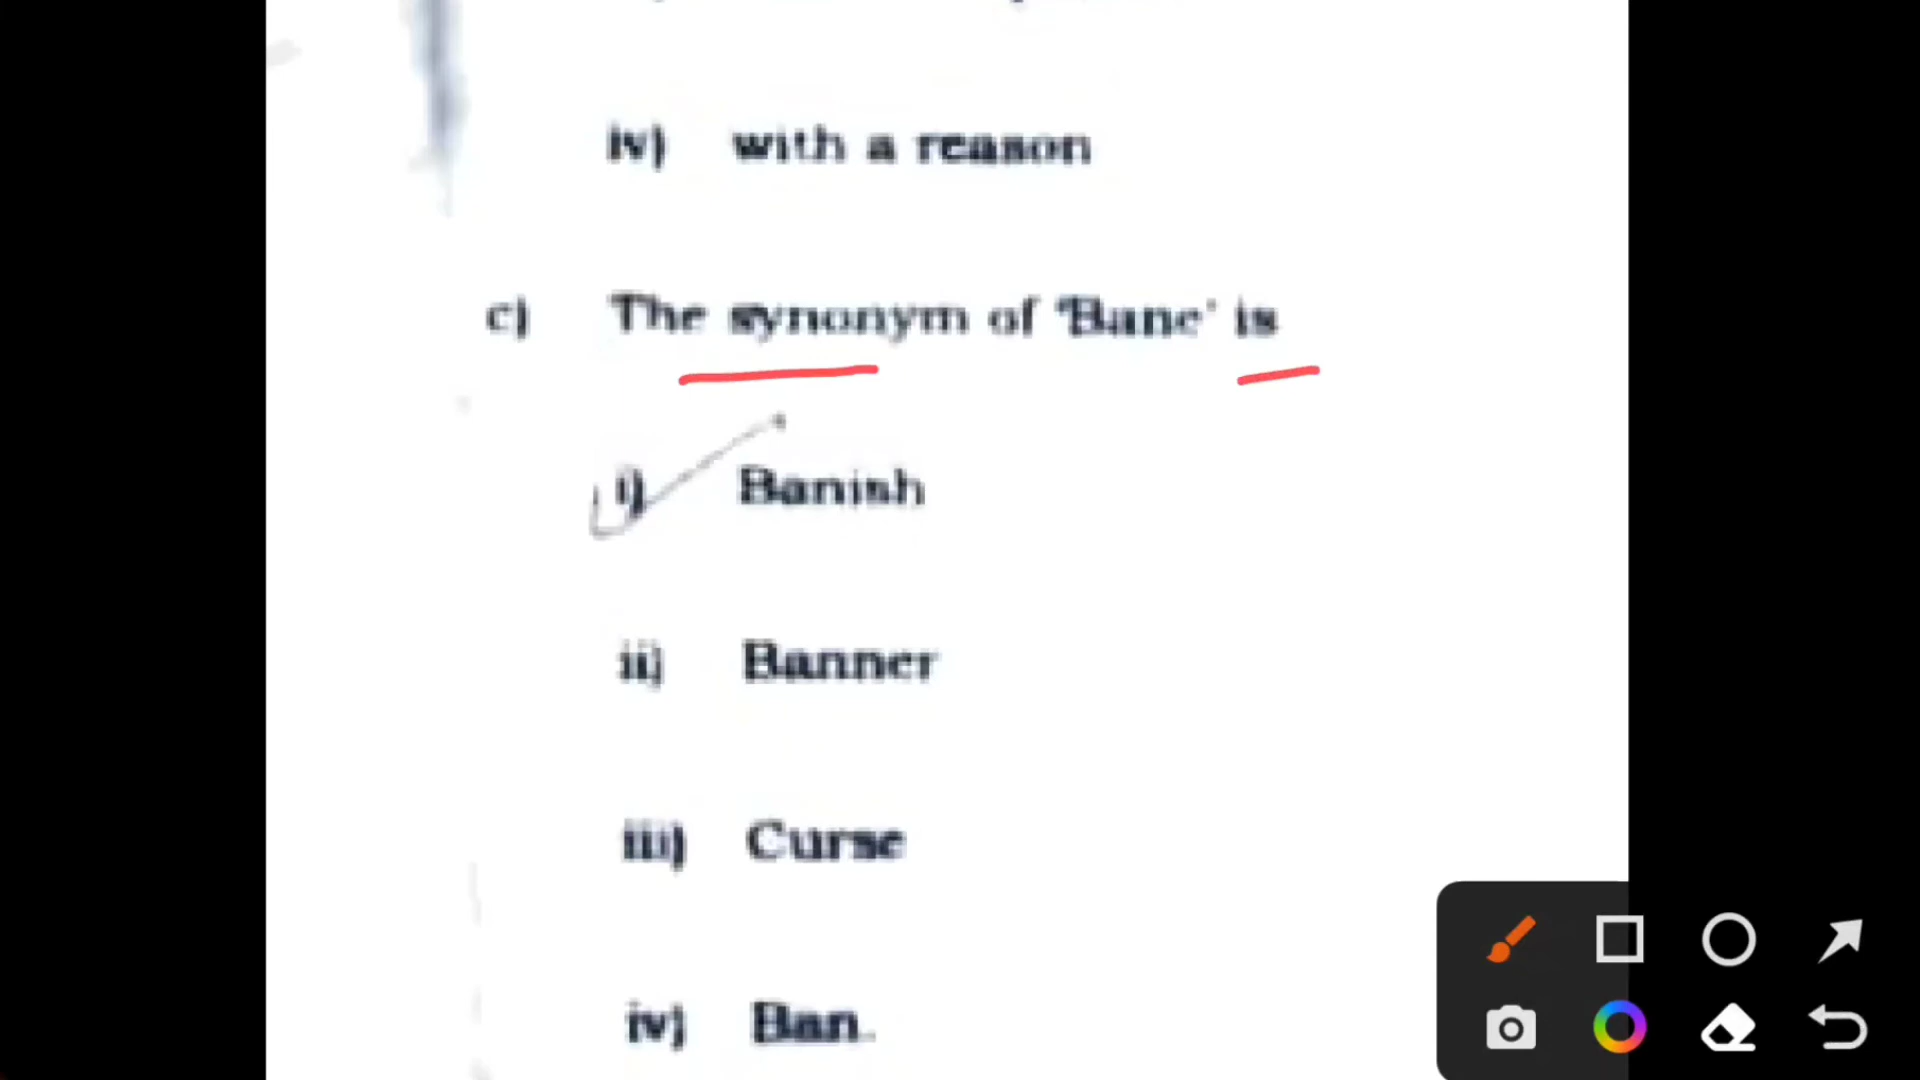 iv) with a reason
c) The synonym of 'Bane' is
i) Banish
ii) Banner
iii) Curse
iv) Ban.